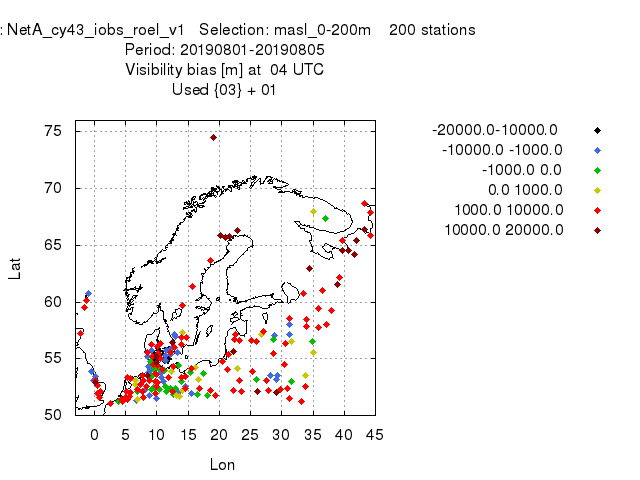 : NetA_cy43_iobs_roel_v1 Selection: masl_0-200m 200 stations
Period: 20190801-20190805
Visibility bias [m] at 04 UTC
Used {03} + 01
-20000.0-10000.0
-10000.0 -1000.0
-1000.0 0.0
0.0 1000.0
1000.0 10000.0
10000.0 20000.0
75
70
65
60
55
50
Lat
0 5 10 15 20 25 30 35 40 45
Lon